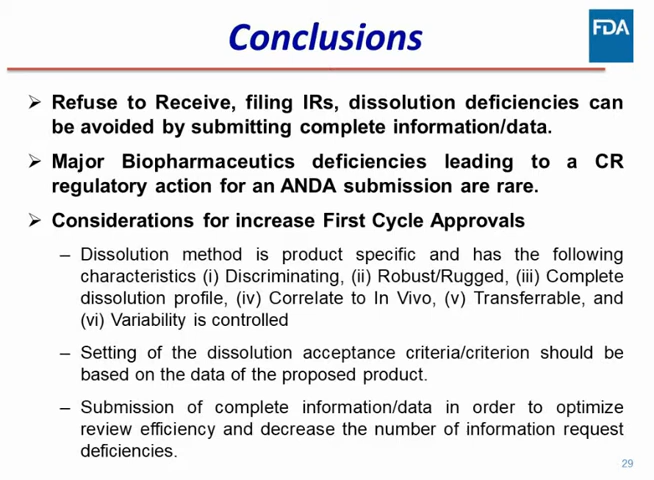 Conclusions
FDA
➢ Refuse to Receive, filing IRs, dissolution deficiencies can
be avoided by submitting complete information/data.
➢ Major Biopharmaceutics deficiencies leading to a CR
regulatory action for an ANDA submission are rare.
➢ Considerations for increase First Cycle Approvals
– Dissolution method is product specific and has the following
characteristics (i) Discriminating, (ii) Robust/Rugged, (iii) Complete
dissolution profile, (iv) Correlate to In Vivo, (v) Transferrable, and
(vi) Variability is controlled
– Setting of the dissolution acceptance criteria/criterion should be
based on the data of the proposed product.
– Submission of complete information/data in order to optimize
review efficiency and decrease the number of information request
deficiencies.
29